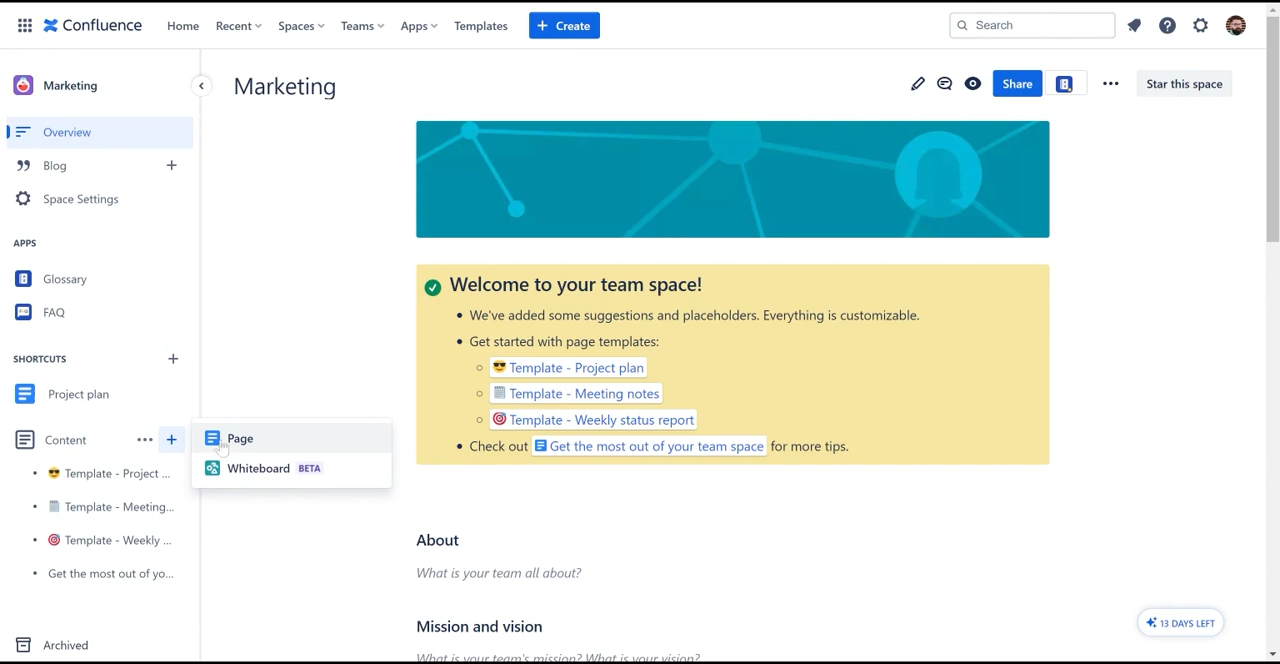 Confluence Home Recent Spaces Teams Apps Templates + Create Search
Marketing
Overview
Blog
Space Settings
APPS
Glossary
FAQ
SHORTCUTS
Project plan
Content
Template - Project ...
Template - Meeting...
Template - Weekly ...
Get the most out of yo...
Archived
Page
Whiteboard BETA
Marketing
Share
Star this space
Welcome to your team space!
• We've added some suggestions and placeholders. Everything is customizable.
• Get started with page templates:
Template - Project plan
Template - Meeting notes
Template - Weekly status report
• Check out Get the most out of your team space for more tips.
About
What is your team all about?
Mission and vision
What is your team's mission? What is your vision?
13 DAYS LEFT